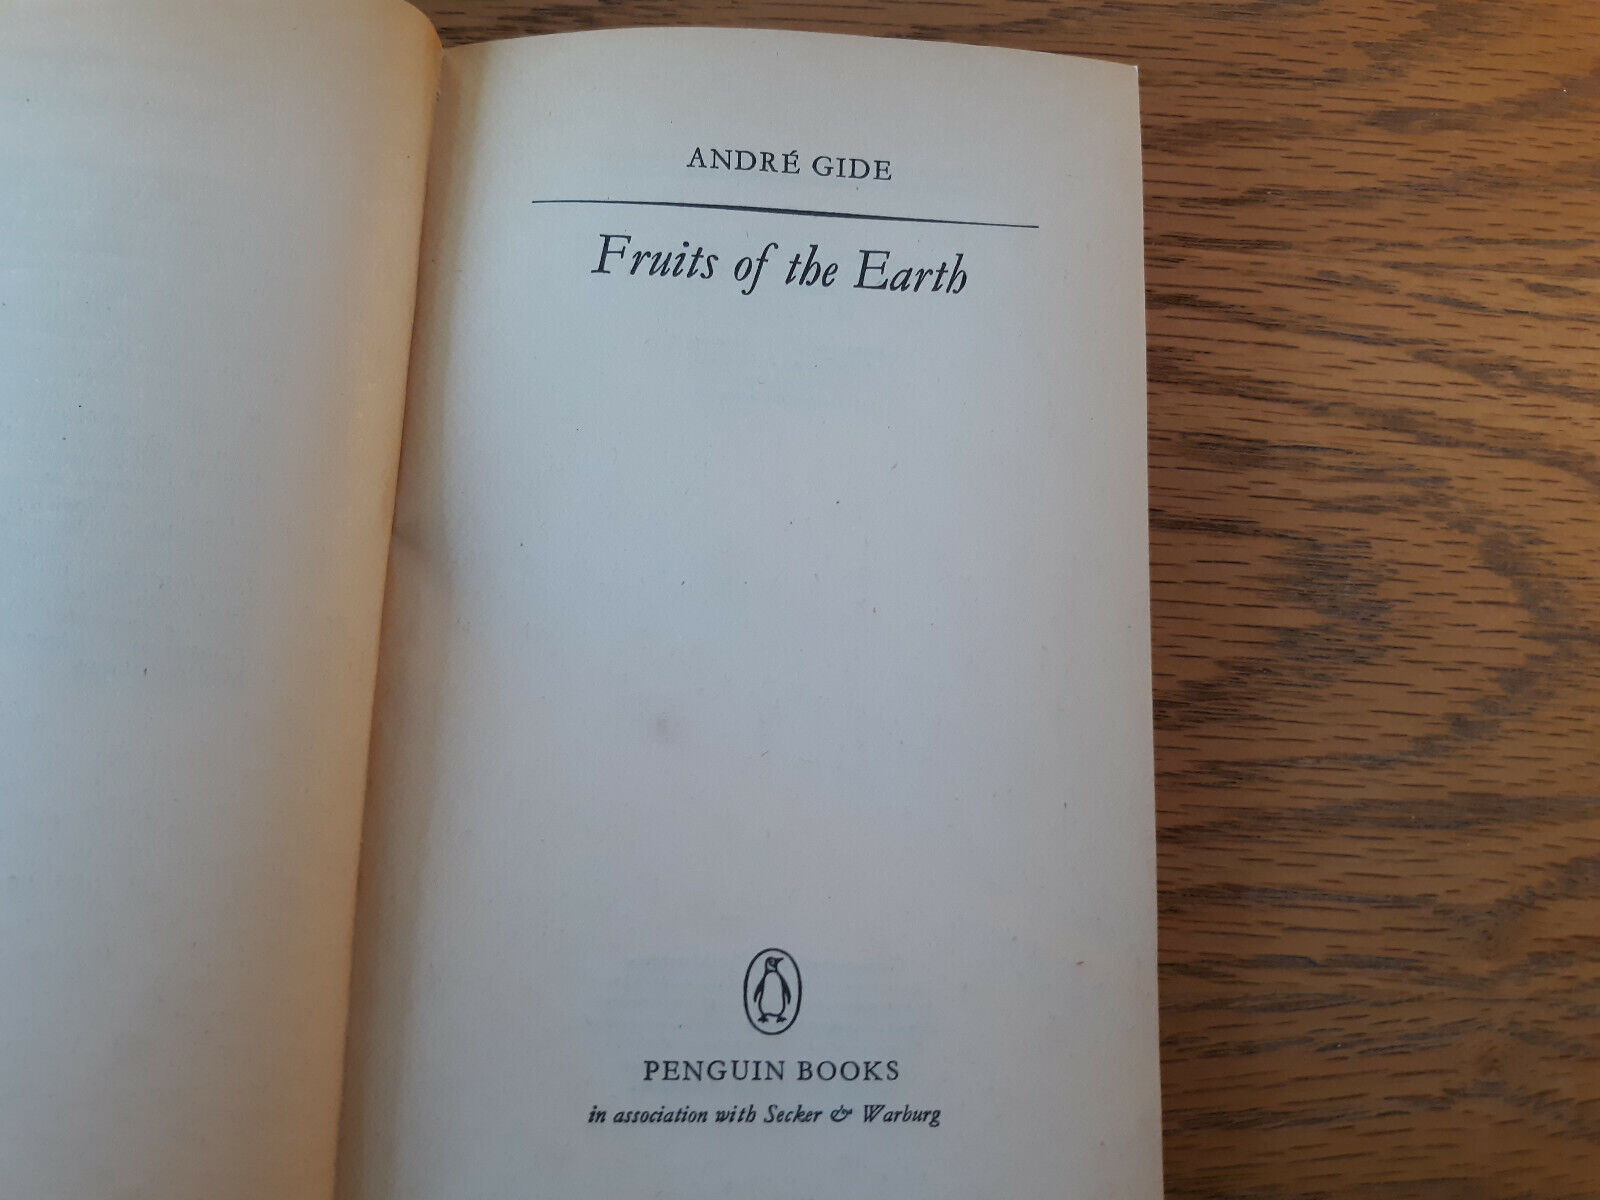 ANDRÉ GIDE
Fruits of the Earth
PENGUIN BOOKS
in association with Secker & Warburg